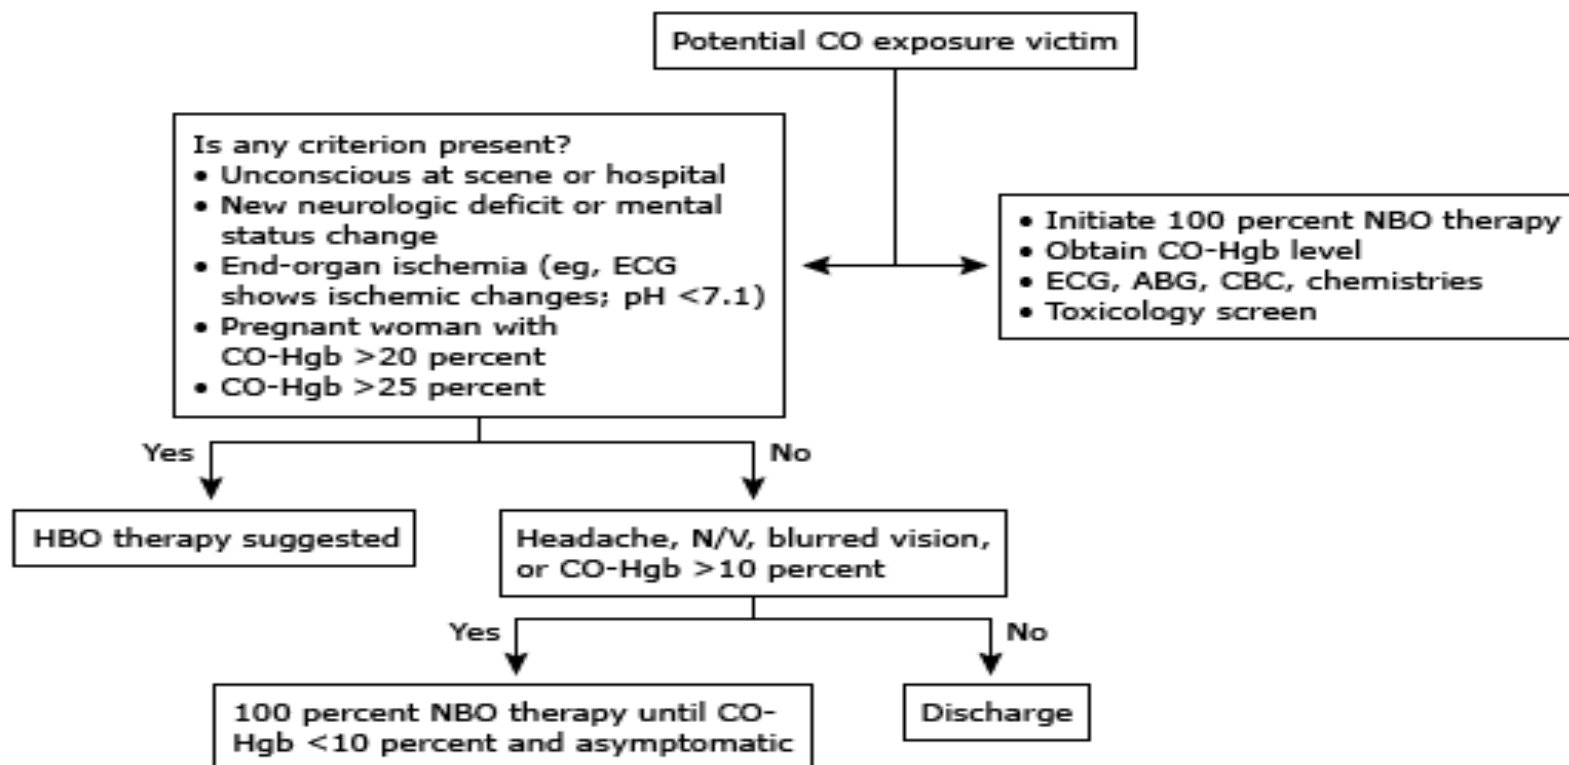 Potential CO exposure victim
Is any criterion present?
• Unconscious at scene or hospital
• New neurologic deficit or mental
status change
• End-organ ischemia (eg, ECG
shows ischemic changes; pH <7.1)
• Pregnant woman with
CO-Hgb >20 percent
• CO-Hgb >25 percent
• Initiate 100 percent NBO therapy
• Obtain CO-Hgb level
• ECG, ABG, CBC, chemistries
• Toxicology screen
Yes
No
HBO therapy suggested
Headache, N/V, blurred vision,
or CO-Hgb >10 percent
Yes
No
100 percent NBO therapy until CO-
Hgb <10 percent and asymptomatic
Discharge